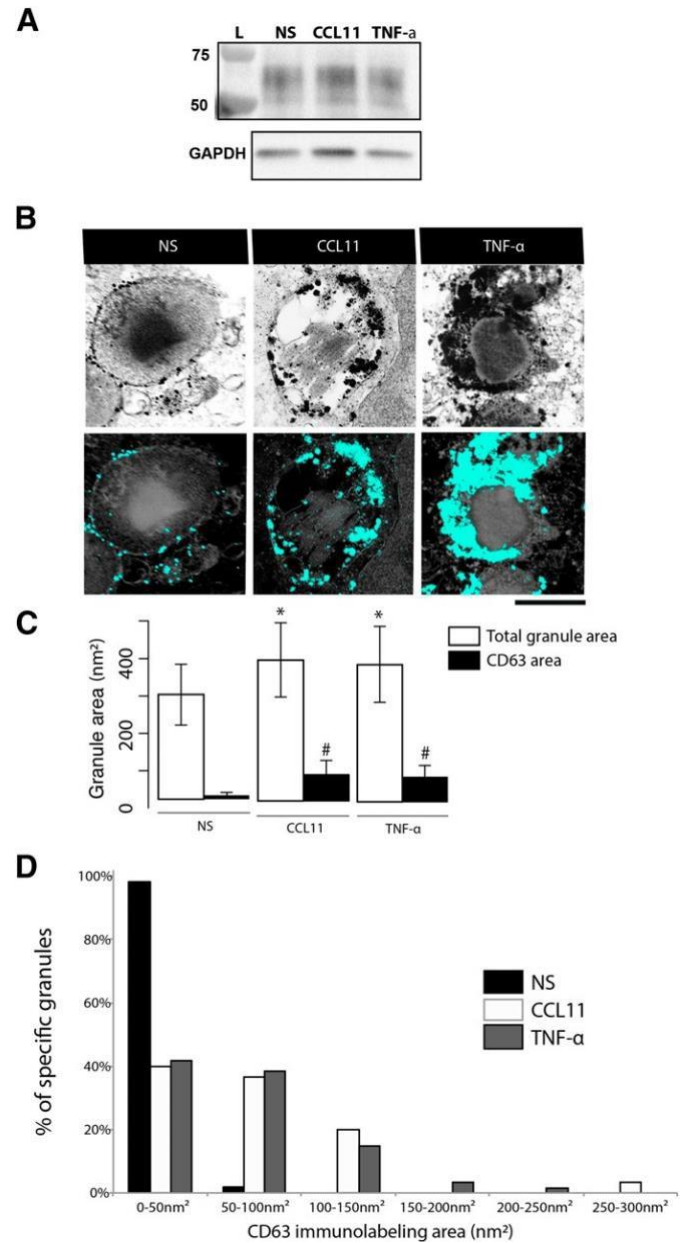 A
L NS CCL11 TNF-a
75
50
GAPDH
B
NS CCL11 TNF-α
C
Granule area (nm²)
400
200
0
* *
# #
NS CCL11 TNF-α
Total granule area
CD63 area
D
% of specific granules
100%
80%
60%
40%
20%
0%
NS
CCL11
TNF-α
0-50nm² 50-100nm² 100-150nm² 150-200nm² 200-250nm² 250-300nm²
CD63 immunolabeling area (nm²)